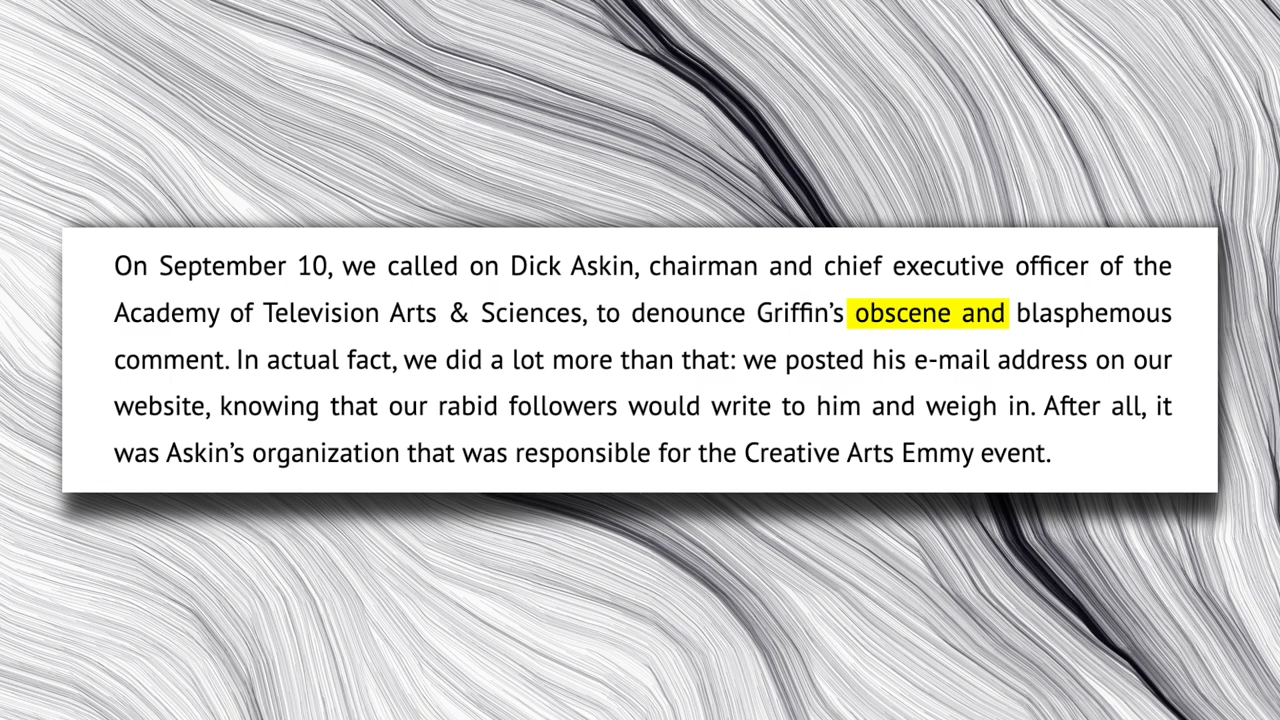 On September 10, we called on Dick Askin, chairman and chief executive officer of the
Academy of Television Arts & Sciences, to denounce Griffin’s obscene and blasphemous
comment. In actual fact, we did a lot more than that: we posted his e-mail address on our
website, knowing that our rabid followers would write to him and weigh in. After all, it
was Askin’s organization that was responsible for the Creative Arts Emmy event.